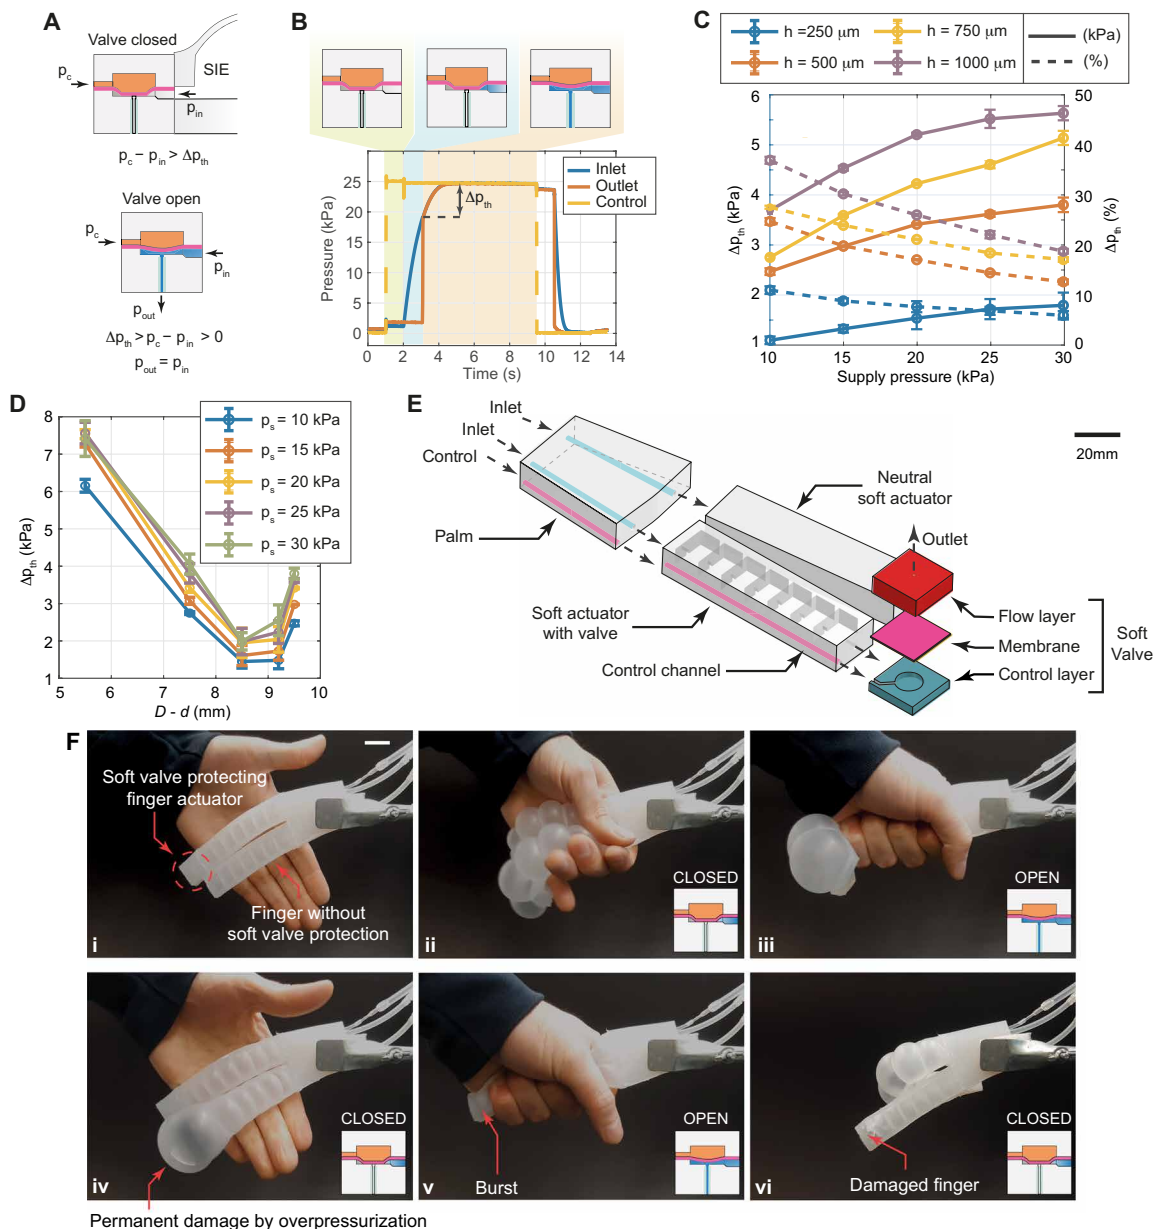 A
Valve closed
SIE
p_c
p_in
p_c − p_in > Δp_th
Valve open
p_c
p_in
p_out
Δp_th > p_c − p_in > 0
p_out = p_in
B
Pressure (kPa)
30
25
20
15
10
5
0
Inlet
Outlet
Control
Δp_th
0 2 4 6 8 10 12 14
Time (s)
C
h =250 μm
h = 750 μm
(kPa)
h = 500 μm
h = 1000 μm
(%)
Δp_th (kPa)
6
5
4
3
2
1
50
40
30
20
10
0
Δp_th (%)
10 15 20 25 30
Supply pressure (kPa)
D
Δp_th (kPa)
8
7
6
5
4
3
2
1
p_s = 10 kPa
p_s = 15 kPa
p_s = 20 kPa
p_s = 25 kPa
p_s = 30 kPa
5 6 7 8 9 10
D - d (mm)
E
Inlet
Inlet
Control
20mm
Palm
Neutral
soft actuator
Outlet
Soft actuator
with valve
Control channel
Flow layer
Membrane
Control layer
Soft
Valve
F
Soft valve protecting
finger actuator
Finger without
soft valve protection
i
CLOSED
ii
OPEN
iii
CLOSED
iv
Permanent damage by overpressurization
OPEN
Burst
v
CLOSED
Damaged finger
vi